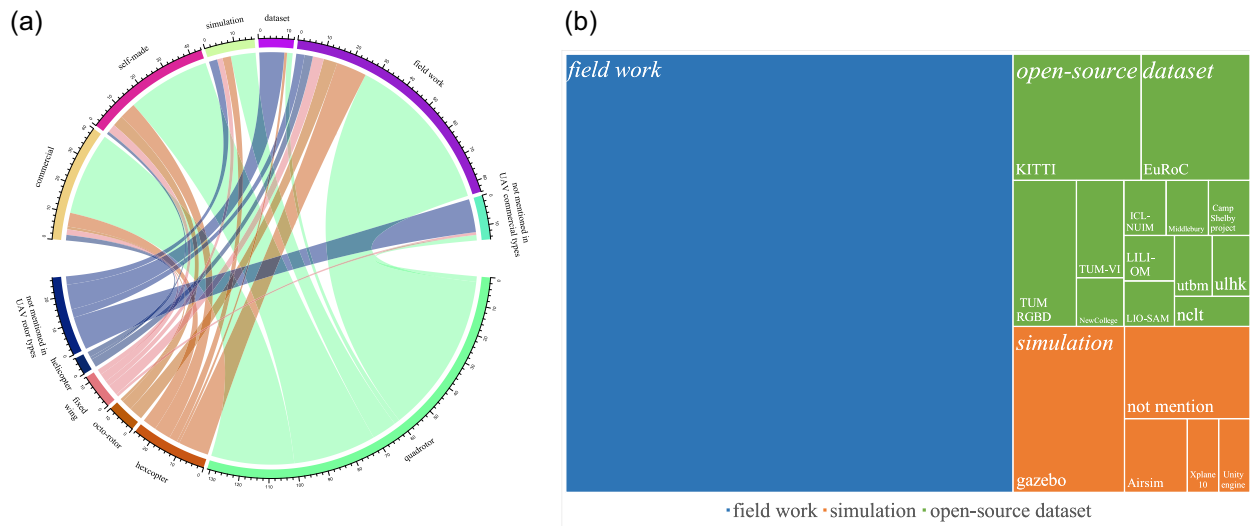 (a)
simulation
dataset
self-made
field work
commercial
not mentioned in
UAV commercial types
not mentioned in
UAV rotor types
helicopter
fixed
wing
octo-rotor
hexcopter
quadrotor
(b)
field work
open-source dataset
KITTI
EuRoC
TUM
RGBD
TUM-VI
NewCollege
ICL-
NUIM
Middlebury
Camp
Shelby
project
LILI-
OM
LIO-SAM
utbm
ulhk
nclt
simulation
gazebo
not mention
Airsim
Xplane
10
Unity
engine
field work simulation open-source dataset